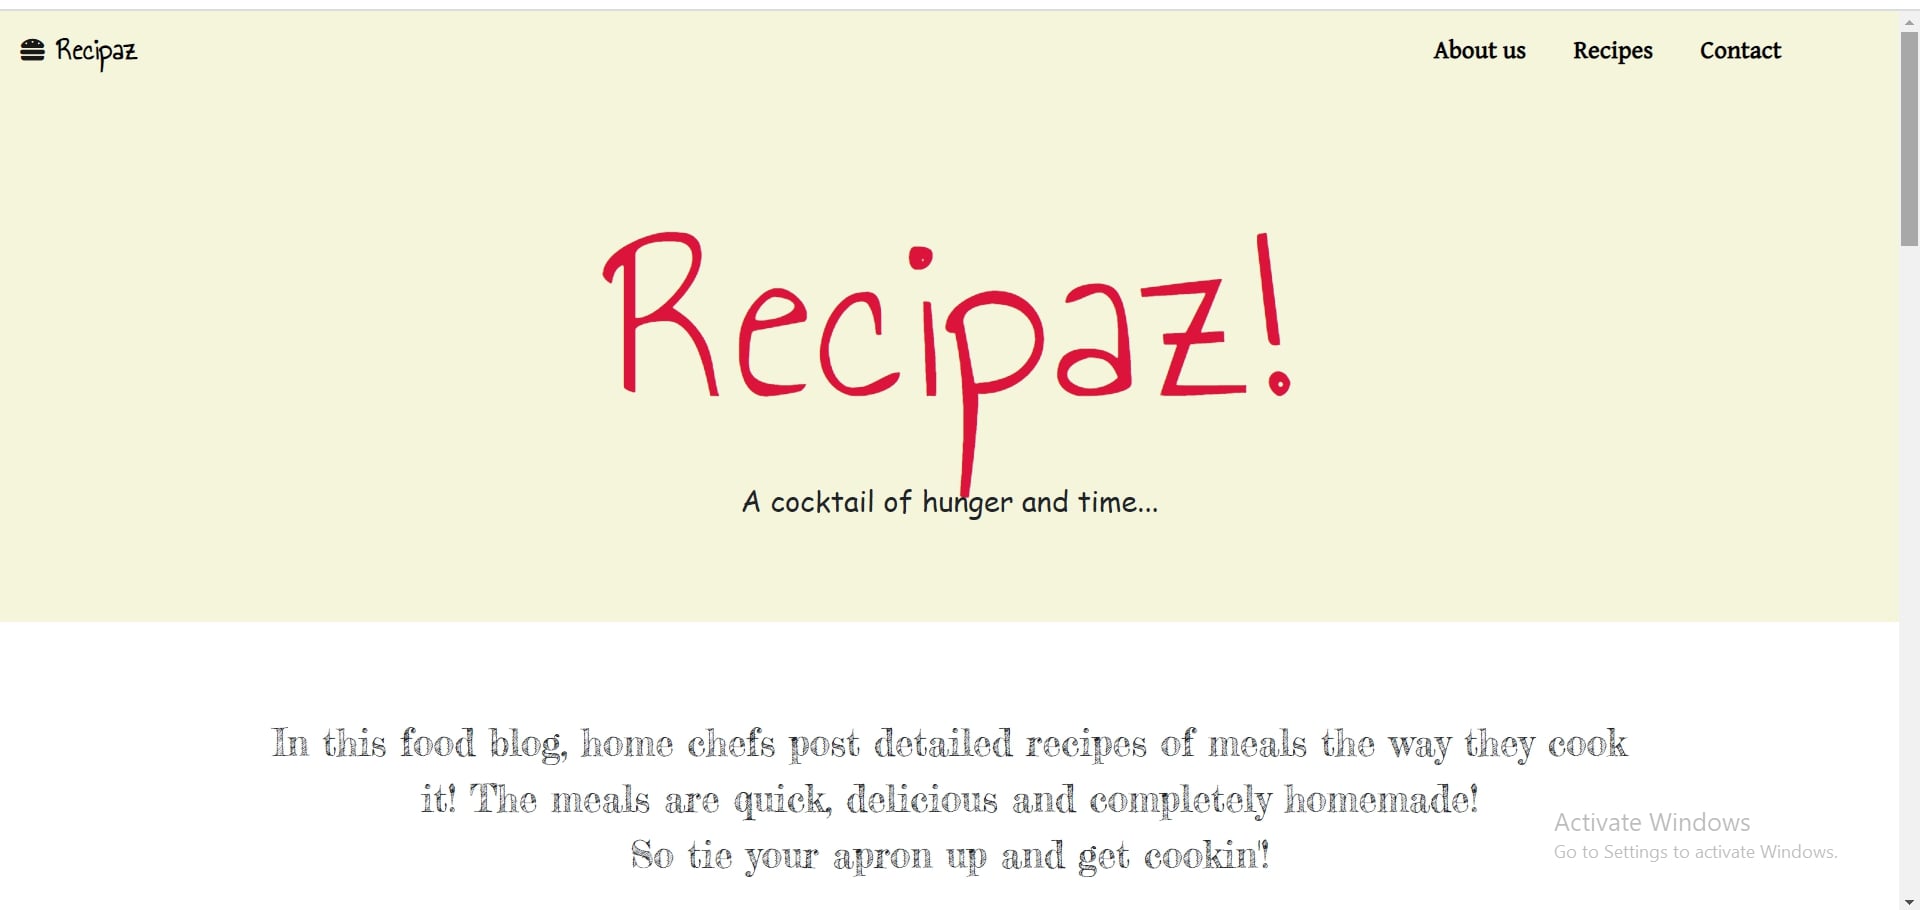 Recipaz
About us
Recipes
Contact
Recipaz!
A cocktail of hunger and time...
In this food blog, home chefs post detailed recipes of meals the way they cook
it! The meals are quick, delicious and completely homemade!
So tie your apron up and get cookin'!
Activate Windows
Go to Settings to activate Windows.